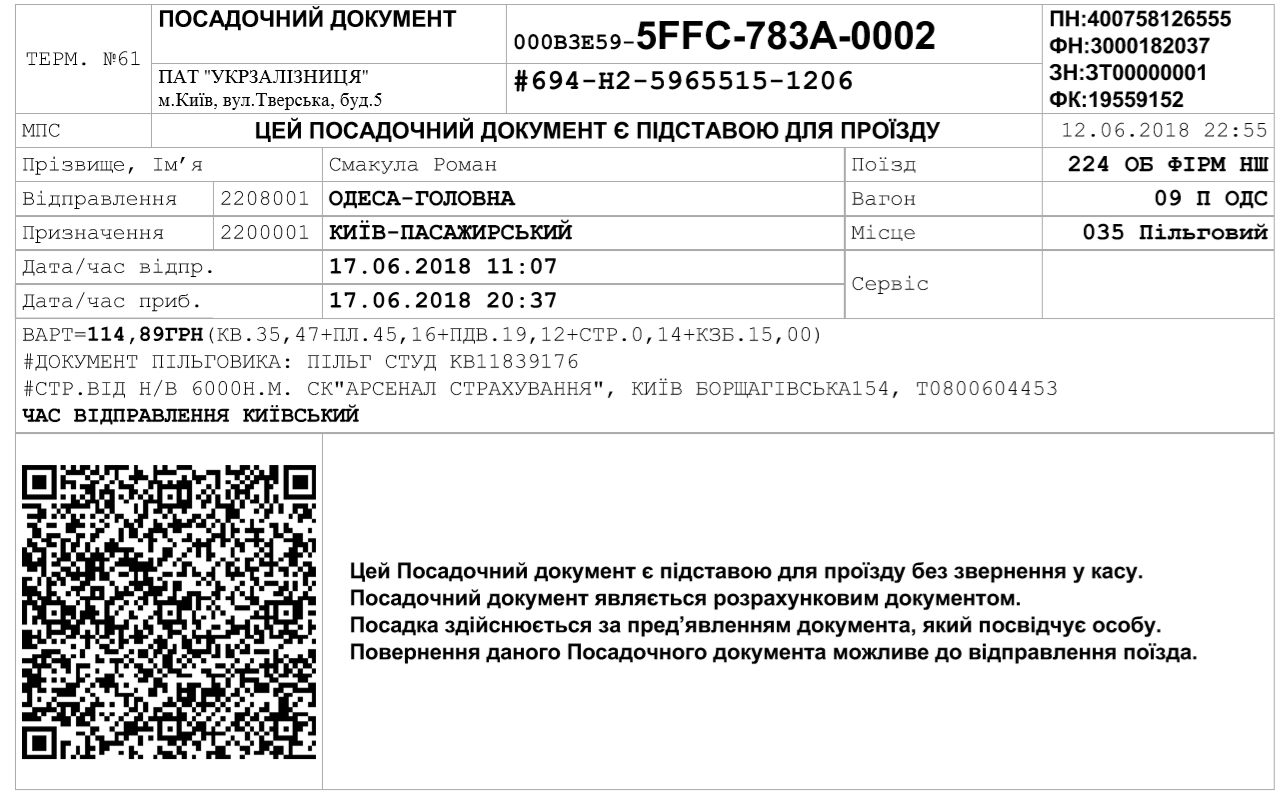 ТЕРМ. №61
ПОСАДОЧНИЙ ДОКУМЕНТ
ПАТ "УКРЗАЛІЗНИЦЯ"
м.Київ, вул.Тверська, буд.5
000B3E59-5FFC-783A-0002
#694-Н2-5965515-1206
ПН:400758126555
ФН:3000182037
ЗН:ЗТ00000001
ФК:19559152
МПС
ЦЕЙ ПОСАДОЧНИЙ ДОКУМЕНТ Є ПІДСТАВОЮ ДЛЯ ПРОЇЗДУ
12.06.2018 22:55
Прізвище, Ім’я
Смакула Роман
Поїзд
224 ОБ ФІРМ НШ
Відправлення
2208001
ОДЕСА-ГОЛОВНА
Вагон
09 П ОДС
Призначення
2200001
КИЇВ-ПАСАЖИРСЬКИЙ
Місце
035 Пільговий
Дата/час відпр.
17.06.2018 11:07
Дата/час приб.
17.06.2018 20:37
Сервіс
ВАРТ=114,89ГРН(КВ.35,47+ПЛ.45,16+ПДВ.19,12+СТР.0,14+КЗБ.15,00)
#ДОКУМЕНТ ПІЛЬГОВИКА: ПІЛЬГ СТУД КВ11839176
#СТР.ВІД Н/В 6000Н.М. СК"АРСЕНАЛ СТРАХУВАННЯ", КИЇВ БОРЩАГІВСЬКА154, Т0800604453
ЧАС ВІДПРАВЛЕННЯ КИЇВСЬКИЙ
Цей Посадочний документ є підставою для проїзду без звернення у касу.
Посадочний документ являється розрахунковим документом.
Посадка здійснюється за пред’явленням документа, який посвідчує особу.
Повернення даного Посадочного документа можливе до відправлення поїзда.